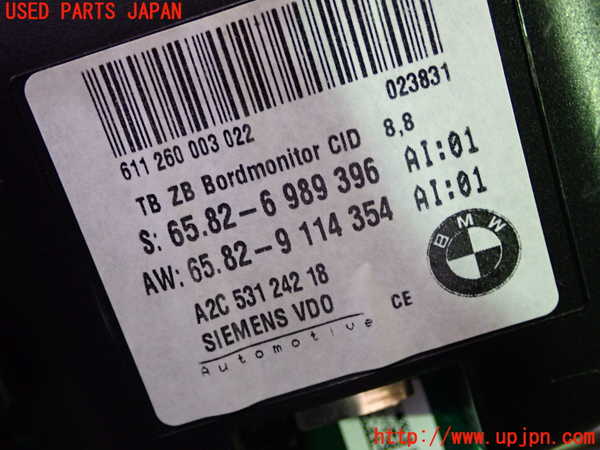 USED PARTS JAPAN
023831
611 260 003 022
TB ZB Bordmonitor CID 8,8
S: 65.82-6 989 396 AI:01
AW: 65.82-9 114 354 AI:01
A2C 531 242 18
SIEMENS VDO
Automotive
CE
BMW
http://www.upjpn.com/